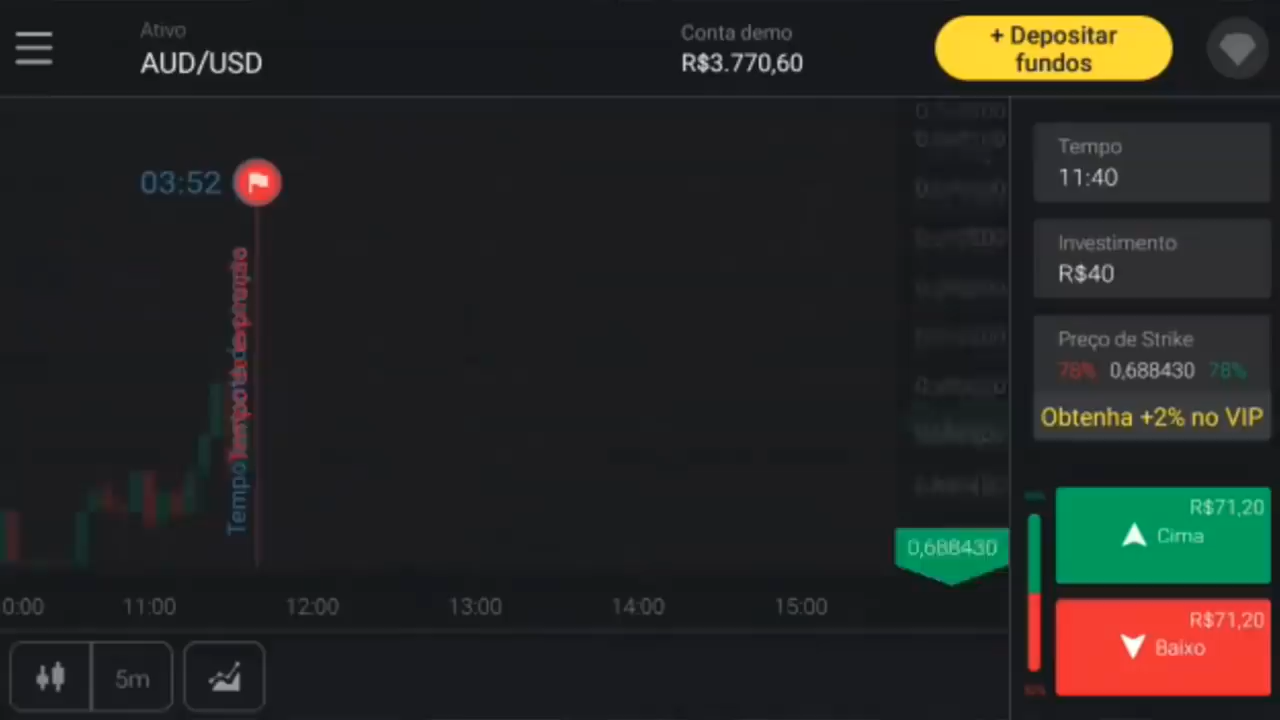 Ativo
AUD/USD
Conta demo
R$3.770,60
+ Depositar
fundos
03:52
Tempo
11:40
Investimento
R$40
Preço de Strike
78% 0,688430 78%
Obtenha +2% no VIP
0,688430
R$71,20
Cima
R$71,20
Baixo
0:00 11:00 12:00 13:00 14:00 15:00
5m